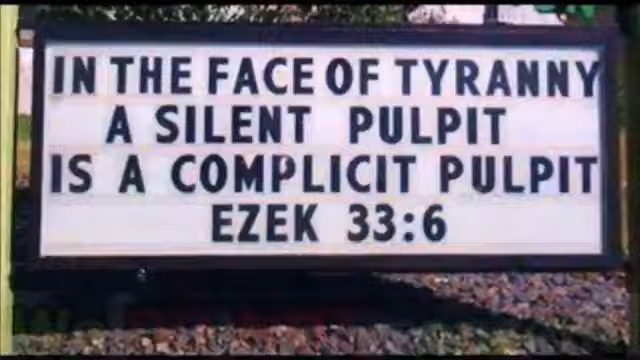 IN THE FACE OF TYRANNY
A SILENT PULPIT
IS A COMPLICIT PULPIT
EZEK 33:6